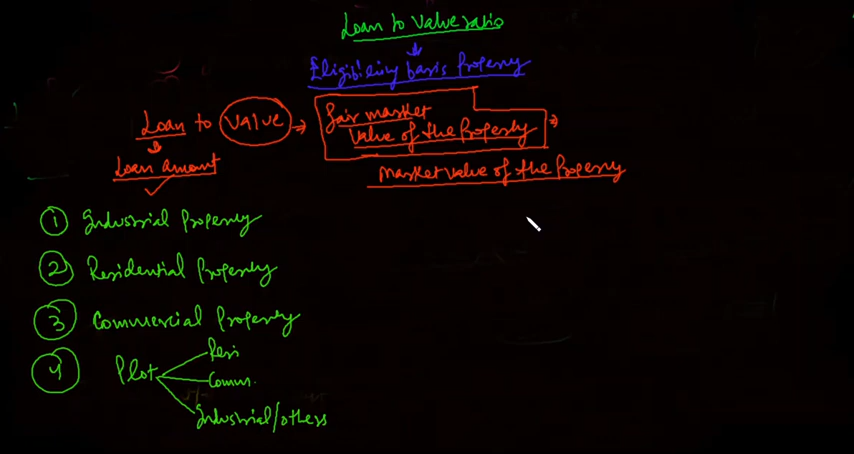 Loan to Value ratio
Eligibility basis Property
Loan to Value
fair market
Value of the Property
Loan amount
market Value of the Property
1 Industrial Property
2 Residential Property
3 Commercial Property
4 Plot
Resi
Comm.
Industrial/others